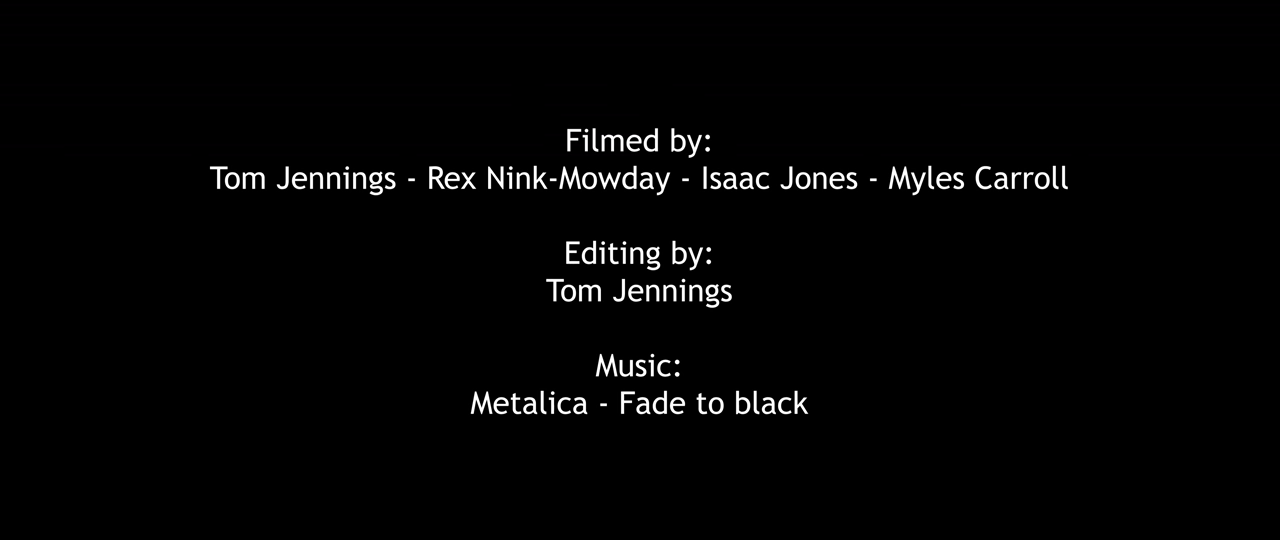 Filmed by:
Tom Jennings - Rex Nink-Mowday - Isaac Jones - Myles Carroll
Editing by:
Tom Jennings
Music:
Metalica - Fade to black